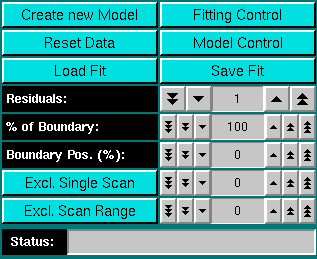 Create new Model Fitting Control
Reset Data Model Control
Load Fit Save Fit
Residuals: 1
% of Boundary: 100
Boundary Pos. (%): 0
Excl. Single Scan 0
Excl. Scan Range 0
Status: